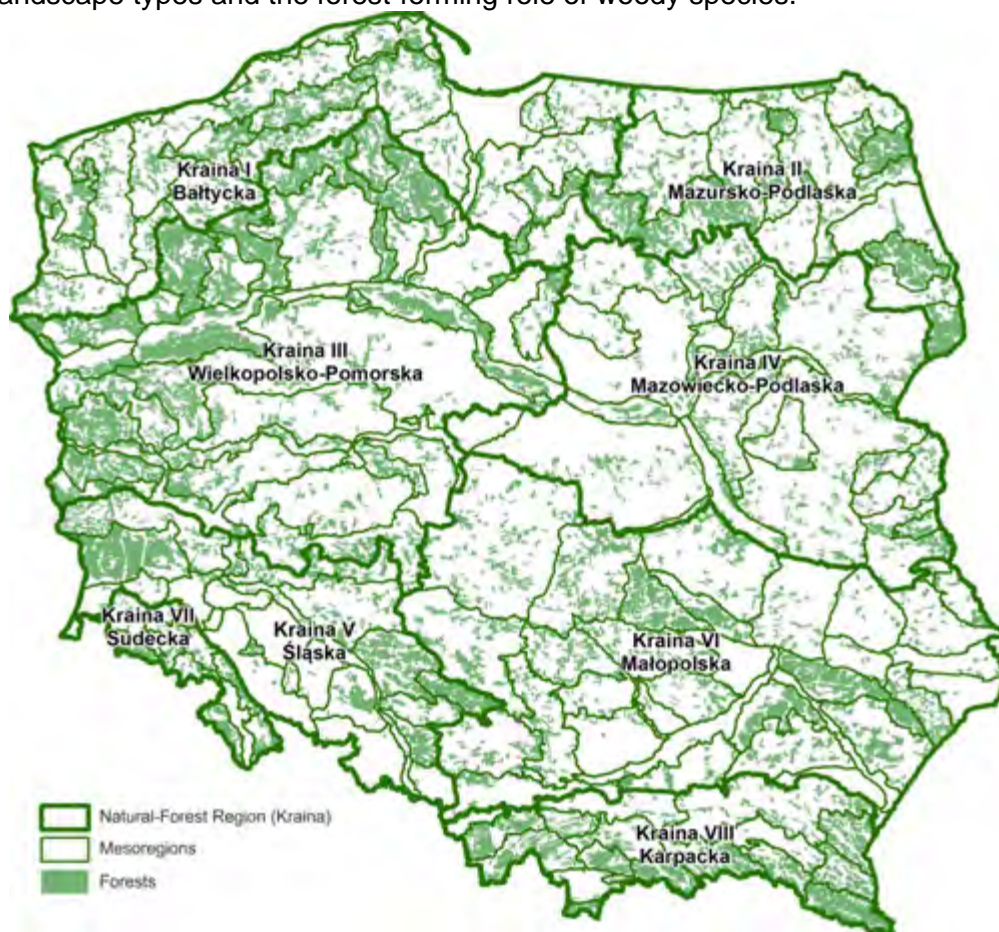 landscape types and the forest-forming role of woody species.
Kraina I
Bałtycka
Kraina II
Mazursko-Podlaska
Kraina III
Wielkopolsko-Pomorska
Kraina IV
Mazowiecko-Podlaska
Kraina VII
Sudecka
Kraina V
Śląska
Kraina VI
Małopolska
Kraina VIII
Karpacka
Natural-Forest Region (Kraina)
Mesoregions
Forests